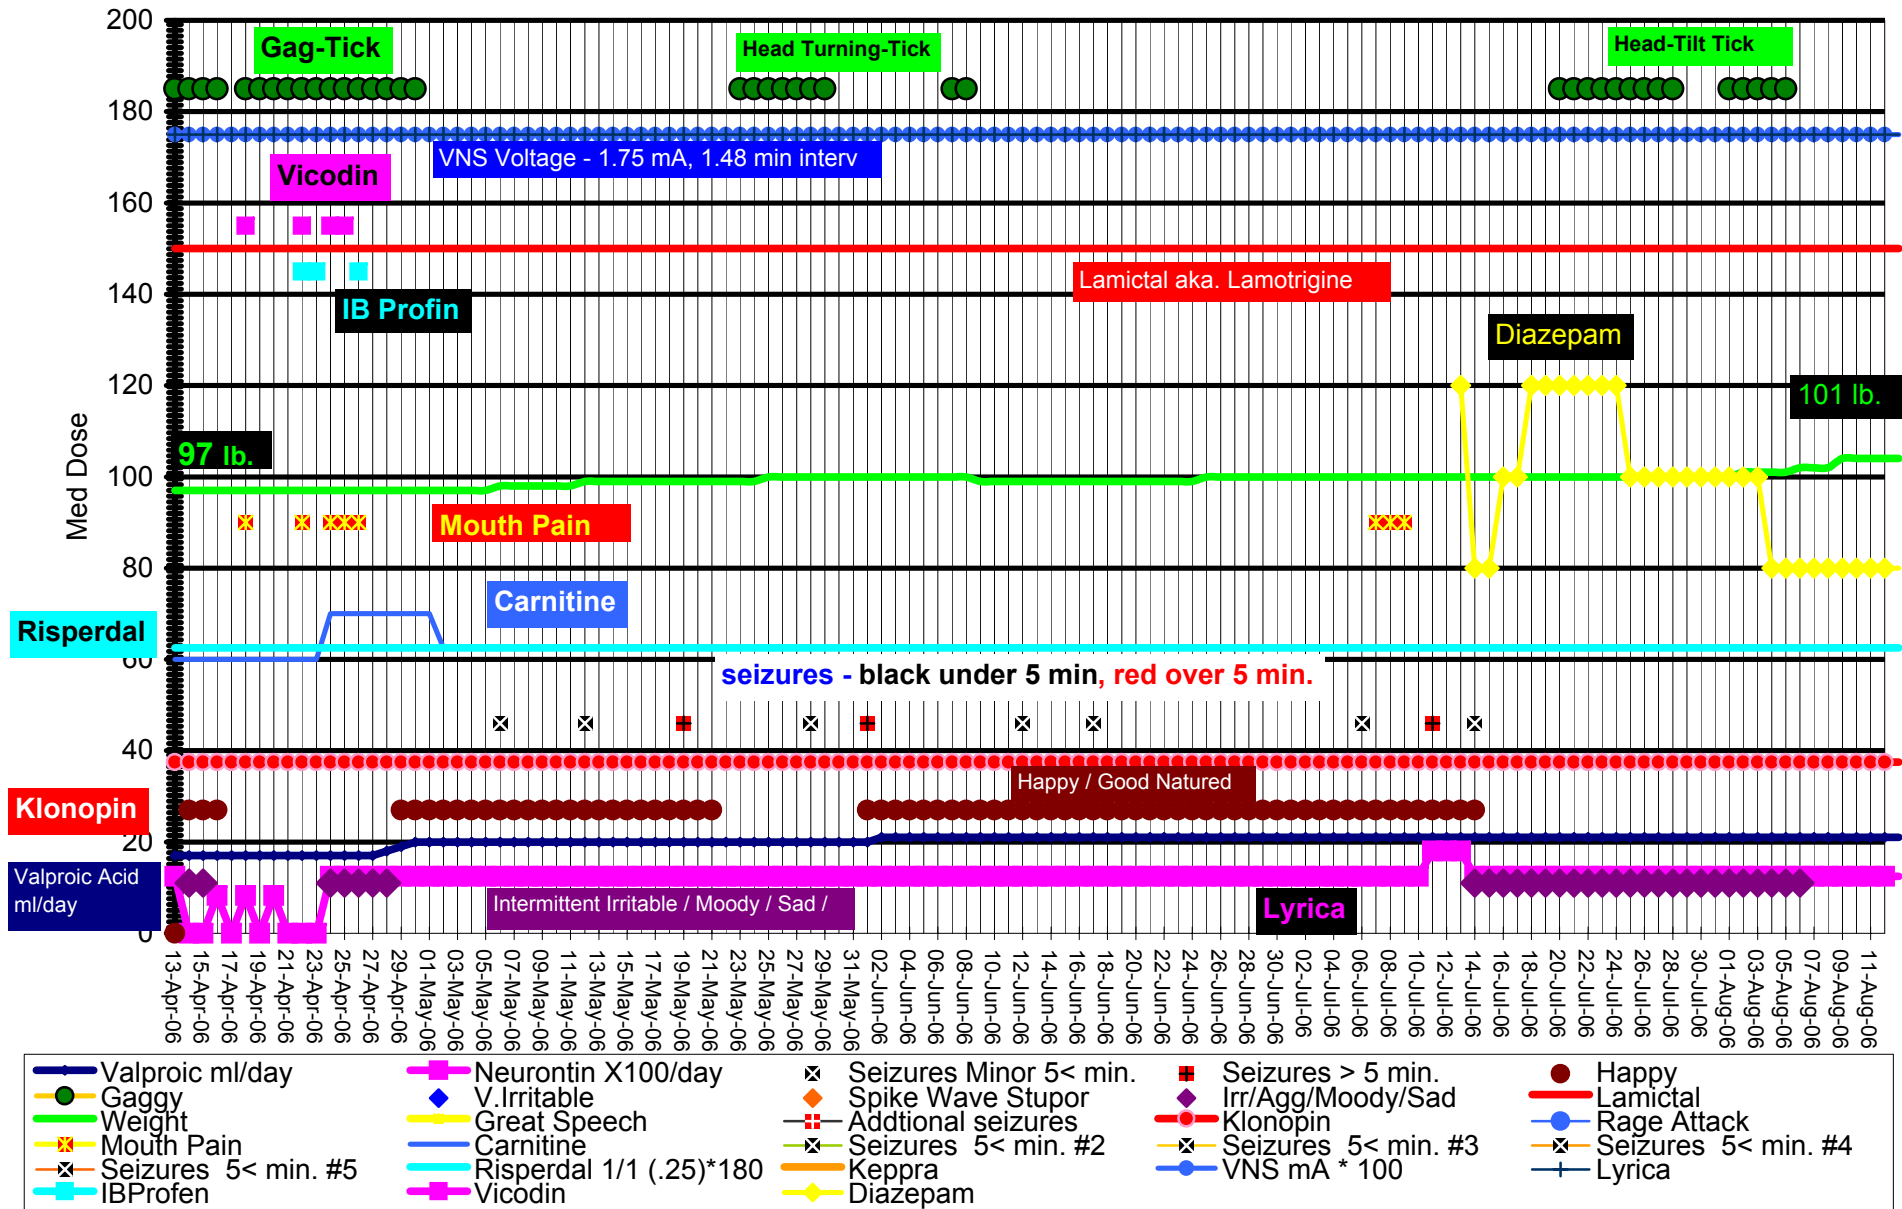 200
Gag-Tick
Head Turning-Tick
Head-Tilt Tick
180
VNS Voltage - 1.75 mA, 1.48 min interv
Vicodin
160
Lamictal aka. Lamotrigine
140
IB Profin
Diazepam
120
101 lb.
Med Dose
97 lb.
100
Mouth Pain
80
Carnitine
Risperdal
60
seizures - black under 5 min, red over 5 min.
40
Happy / Good Natured
Klonopin
20
Valproic Acid
ml/day
Intermittent Irritable / Moody / Sad /
Lyrica
0
13-Apr-06
15-Apr-06
17-Apr-06
19-Apr-06
21-Apr-06
23-Apr-06
25-Apr-06
27-Apr-06
29-Apr-06
01-May-06
03-May-06
05-May-06
07-May-06
09-May-06
11-May-06
13-May-06
15-May-06
17-May-06
19-May-06
21-May-06
23-May-06
25-May-06
27-May-06
29-May-06
31-May-06
02-Jun-06
04-Jun-06
06-Jun-06
08-Jun-06
10-Jun-06
12-Jun-06
14-Jun-06
16-Jun-06
18-Jun-06
20-Jun-06
22-Jun-06
24-Jun-06
26-Jun-06
28-Jun-06
30-Jun-06
02-Jul-06
04-Jul-06
06-Jul-06
08-Jul-06
10-Jul-06
12-Jul-06
14-Jul-06
16-Jul-06
18-Jul-06
20-Jul-06
22-Jul-06
24-Jul-06
26-Jul-06
28-Jul-06
30-Jul-06
01-Aug-06
03-Aug-06
05-Aug-06
07-Aug-06
09-Aug-06
11-Aug-06
Valproic ml/day
Neurontin X100/day
Seizures Minor 5< min.
Seizures > 5 min.
Happy
Gaggy
V.Irritable
Spike Wave Stupor
Irr/Agg/Moody/Sad
Lamictal
Weight
Great Speech
Addtional seizures
Klonopin
Rage Attack
Mouth Pain
Carnitine
Seizures 5< min. #2
Seizures 5< min. #3
Seizures 5< min. #4
Seizures 5< min. #5
Risperdal 1/1 (.25)*180
Keppra
VNS mA * 100
Lyrica
IBProfen
Vicodin
Diazepam